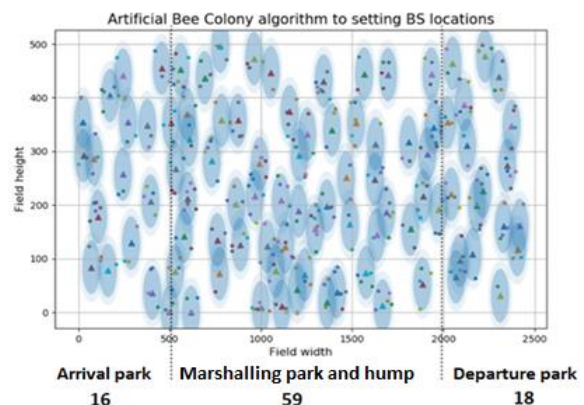 Artificial Bee Colony algorithm to setting BS locations
500
400
300
200
100
0
Field height
0 500 1000 1500 2000 2500
Field width
Arrival park Marshalling park and hump Departure park
16 59 18